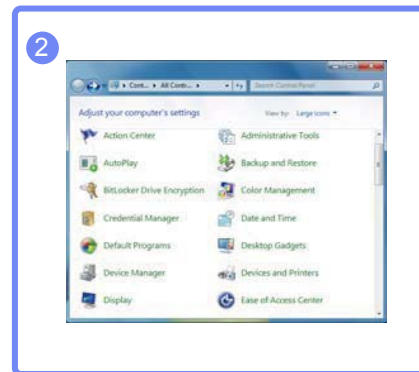 2
Cont... All Contr...
Search Control Panel
Adjust your computer's settings
View by: Large icons
Action Center
Administrative Tools
AutoPlay
Backup and Restore
BitLocker Drive Encryption
Color Management
Credential Manager
Date and Time
Default Programs
Desktop Gadgets
Device Manager
Devices and Printers
Display
Ease of Access Center